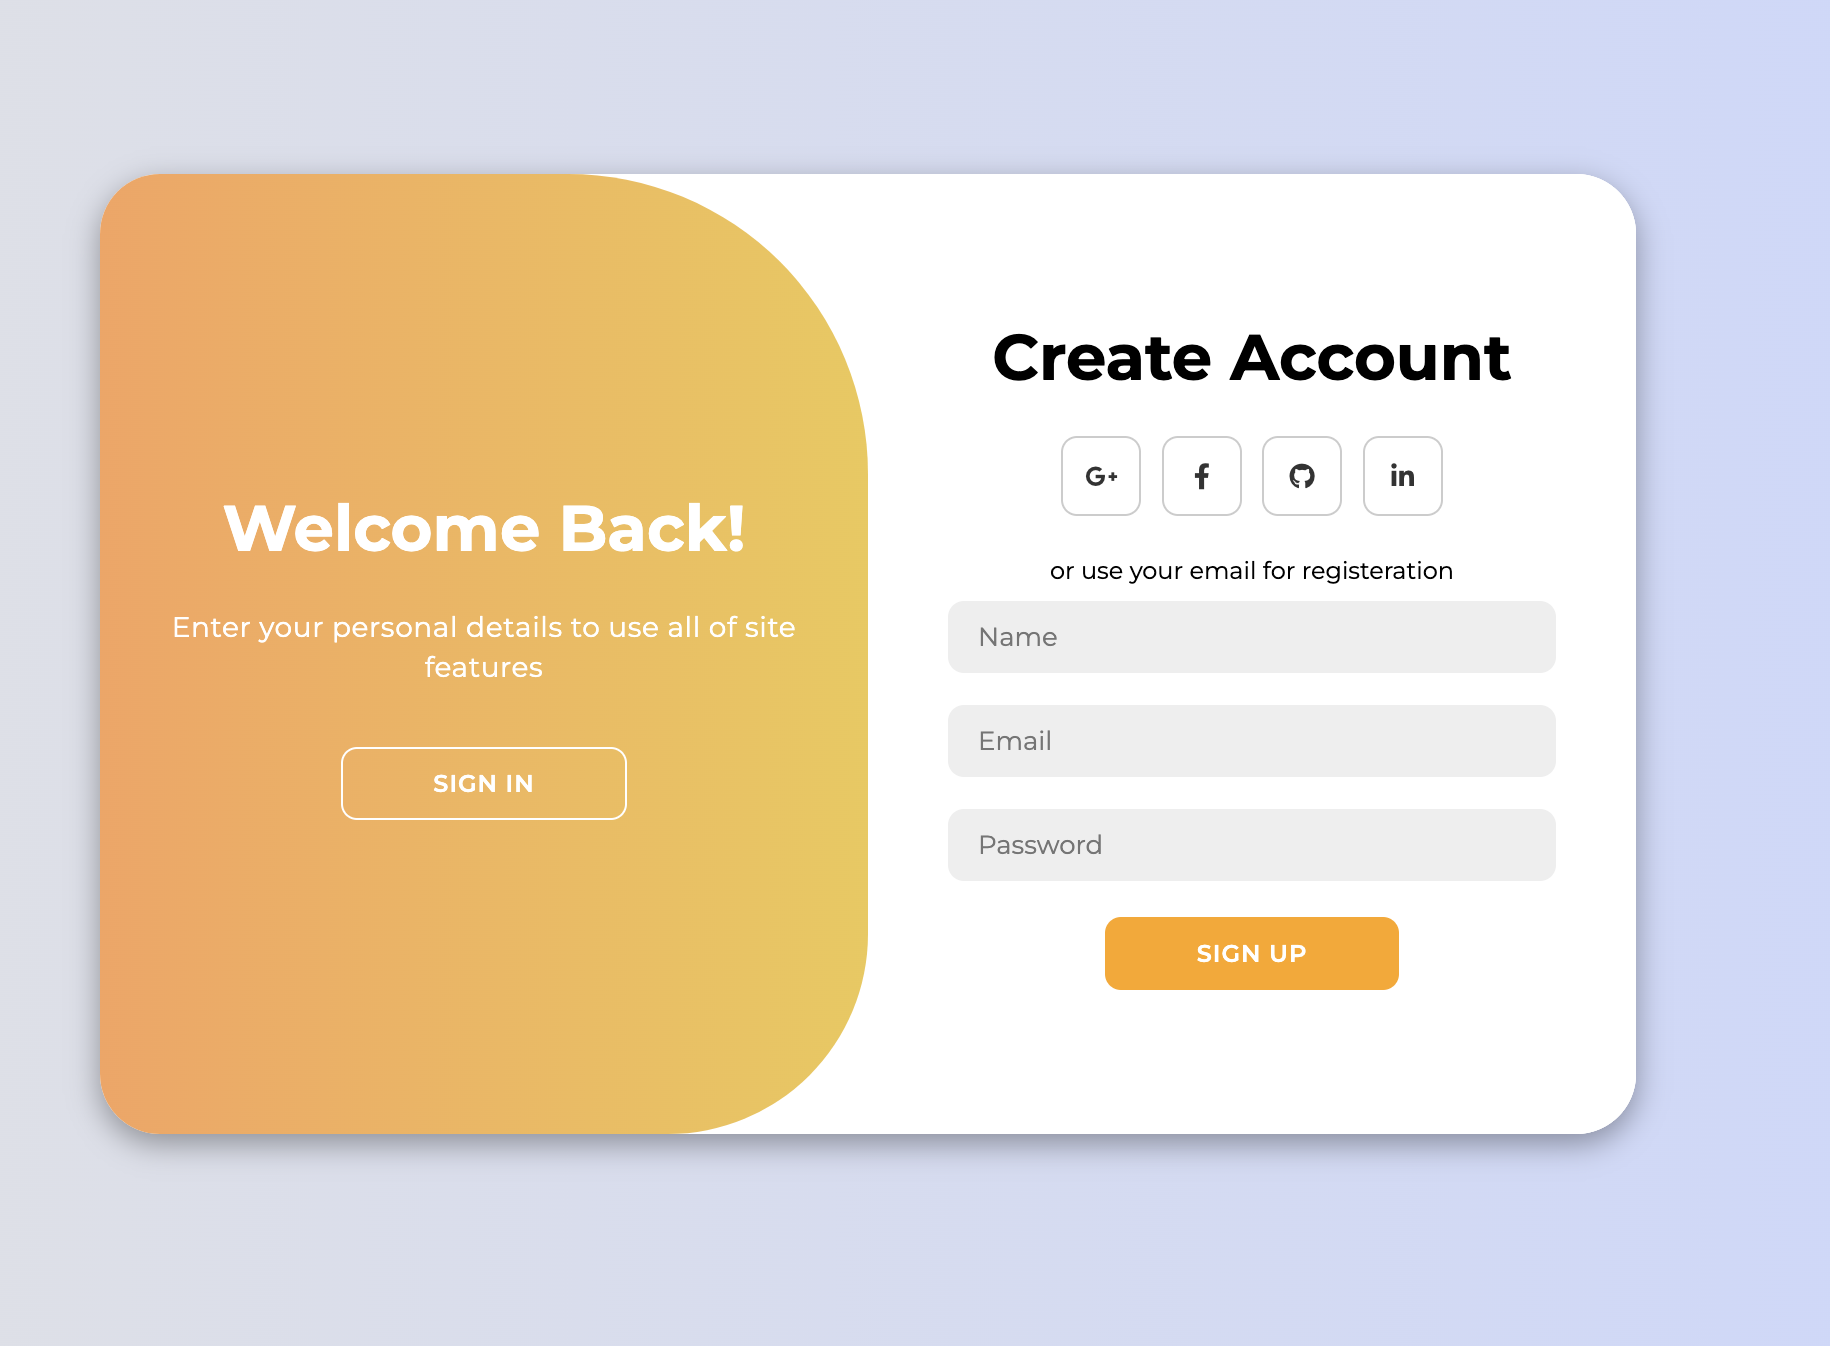 Welcome Back!
Enter your personal details to use all of site
features
SIGN IN
Create Account
G+
f
in
or use your email for registeration
Name
Email
Password
SIGN UP